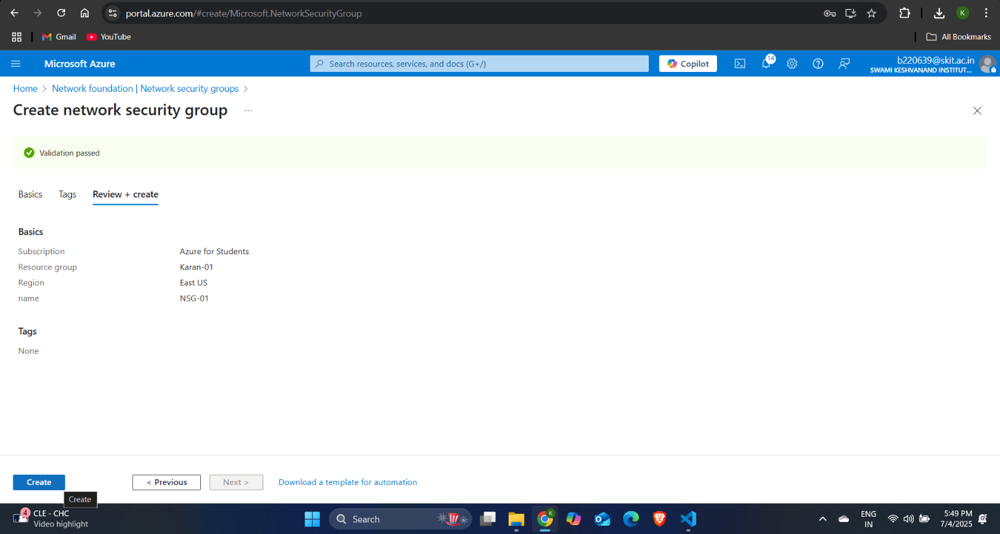 portal.azure.com/#create/Microsoft.NetworkSecurityGroup
K
Gmail
YouTube
All Bookmarks
Microsoft Azure
Search resources, services, and docs (G+/)
Copilot
14
b220639@skit.ac.in
SWAMI KESHVANAND INSTITUT...
Home > Network foundation | Network security groups >
Create network security group ...
Validation passed
Basics
Tags
Review + create
Basics
Subscription Azure for Students
Resource group Karan-01
Region East US
name NSG-01
Tags
None
Create
< Previous
Next >
Download a template for automation
Create
4
CLE - CHC
Video highlight
Search
K
ENG
IN
5:49 PM
7/4/2025